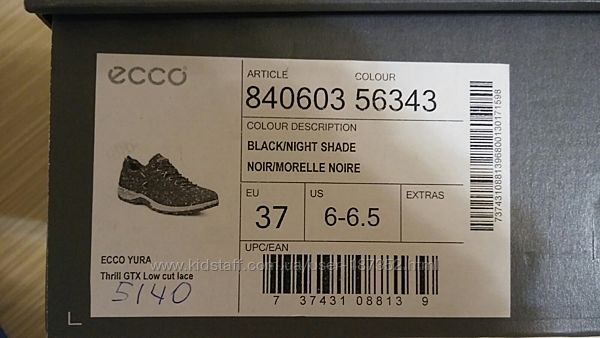 ecco
ARTICLE COLOUR
840603 56343
COLOUR DESCRIPTION
BLACK/NIGHT SHADE
NOIR/MORELLE NOIRE
EU US EXTRAS
37 6-6.5
UPC/EAN
7 37431 08813 9
ECCO YURA
Thrill GTX Low cut lace
5140
7374310881396800130171598